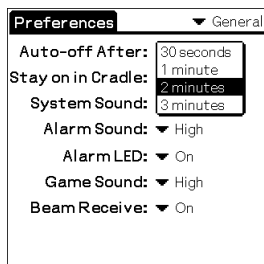 Preferences General
Auto-off After: 30 seconds
1 minute
Stay on in Cradle: 2 minutes
System Sound: 3 minutes
Alarm Sound: High
Alarm LED: On
Game Sound: High
Beam Receive: On